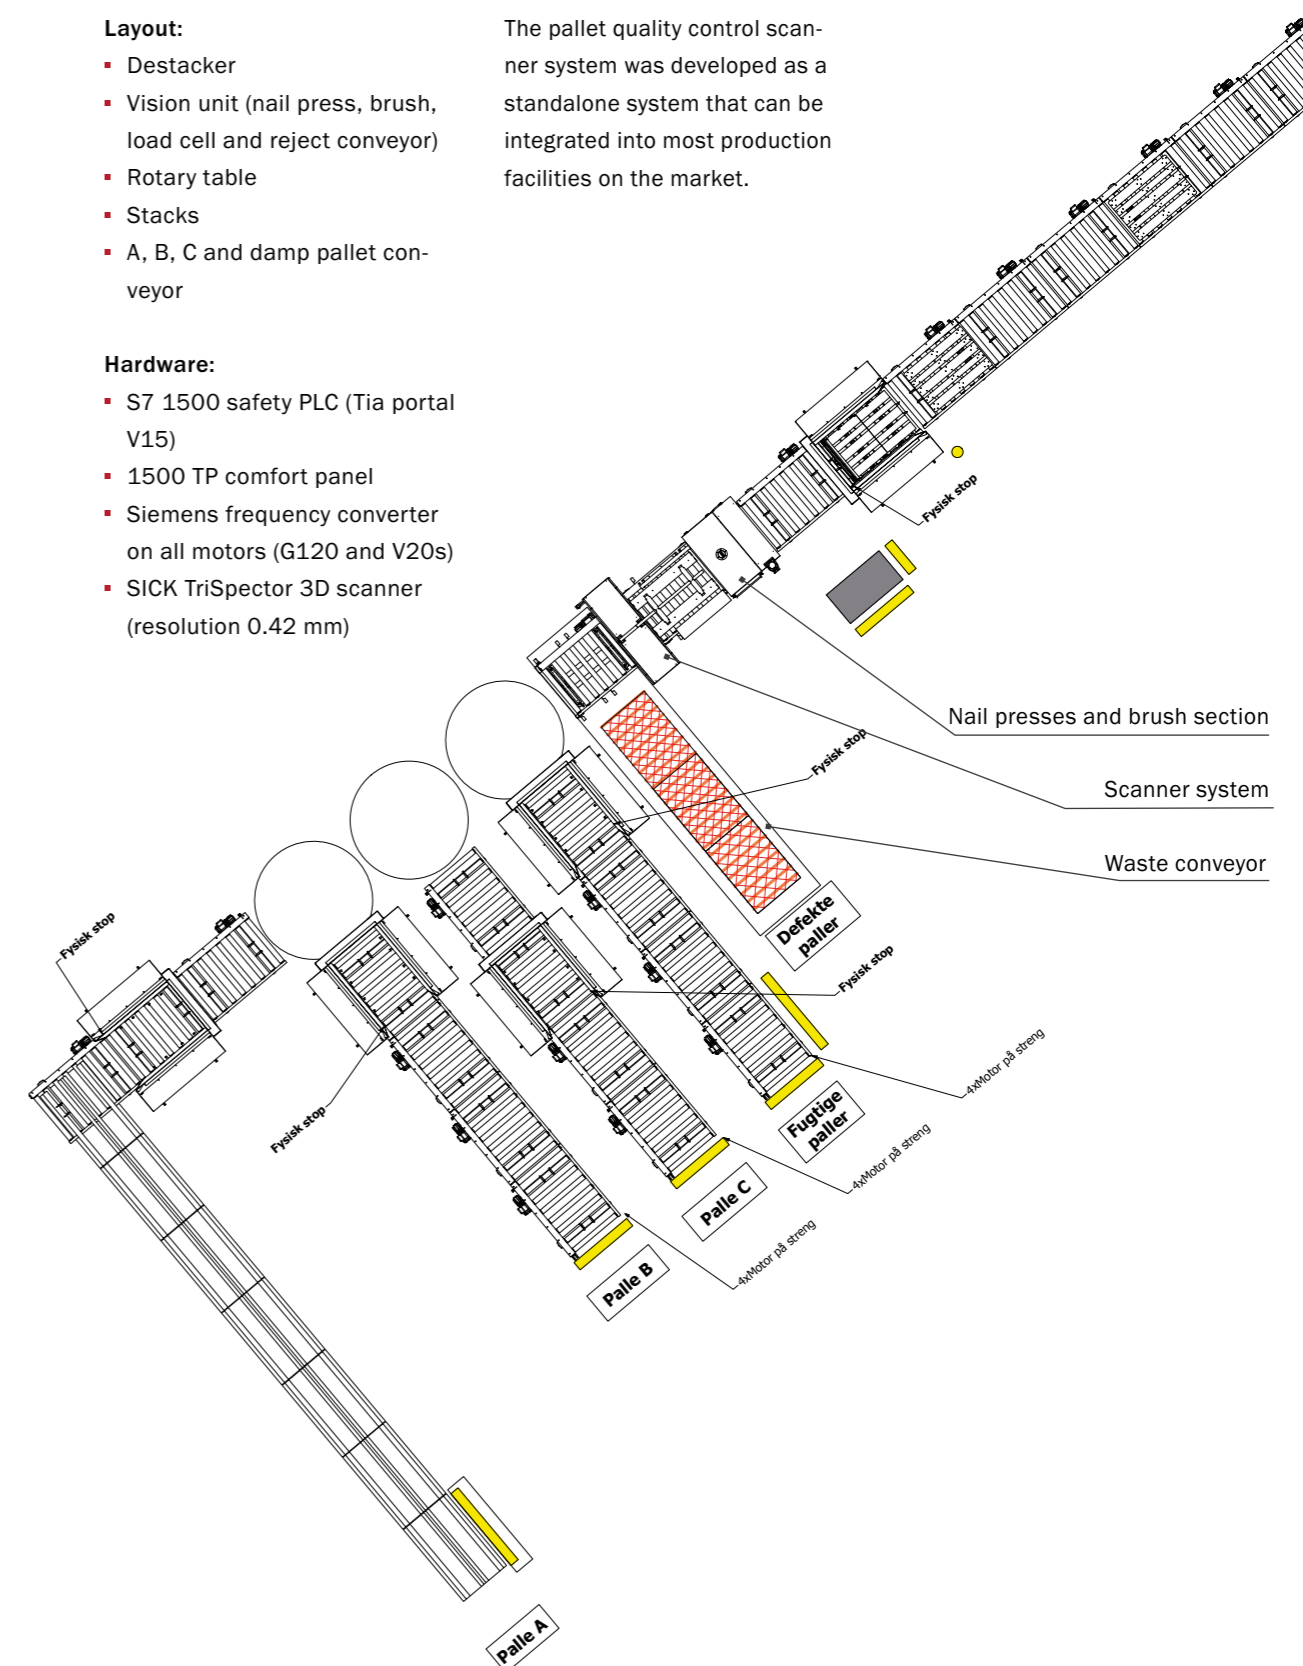 Layout:
▪ Destacker
▪ Vision unit (nail press, brush,
load cell and reject conveyor)
▪ Rotary table
▪ Stacks
▪ A, B, C and damp pallet con-
veyor
Hardware:
▪ S7 1500 safety PLC (Tia portal
V15)
▪ 1500 TP comfort panel
▪ Siemens frequency converter
on all motors (G120 and V20s)
▪ SICK TriSpector 3D scanner
(resolution 0.42 mm)
The pallet quality control scan-
ner system was developed as a
standalone system that can be
integrated into most production
facilities on the market.
Fysisk stop
Nail presses and brush section
Scanner system
Waste conveyor
Fysisk stop
Defekte
paller
Fysisk stop
Fysisk stop
Fysisk stop
4xMotor på streng
Fugtige
paller
4xMotor på streng
Palle C
4xMotor på streng
Palle B
Palle A